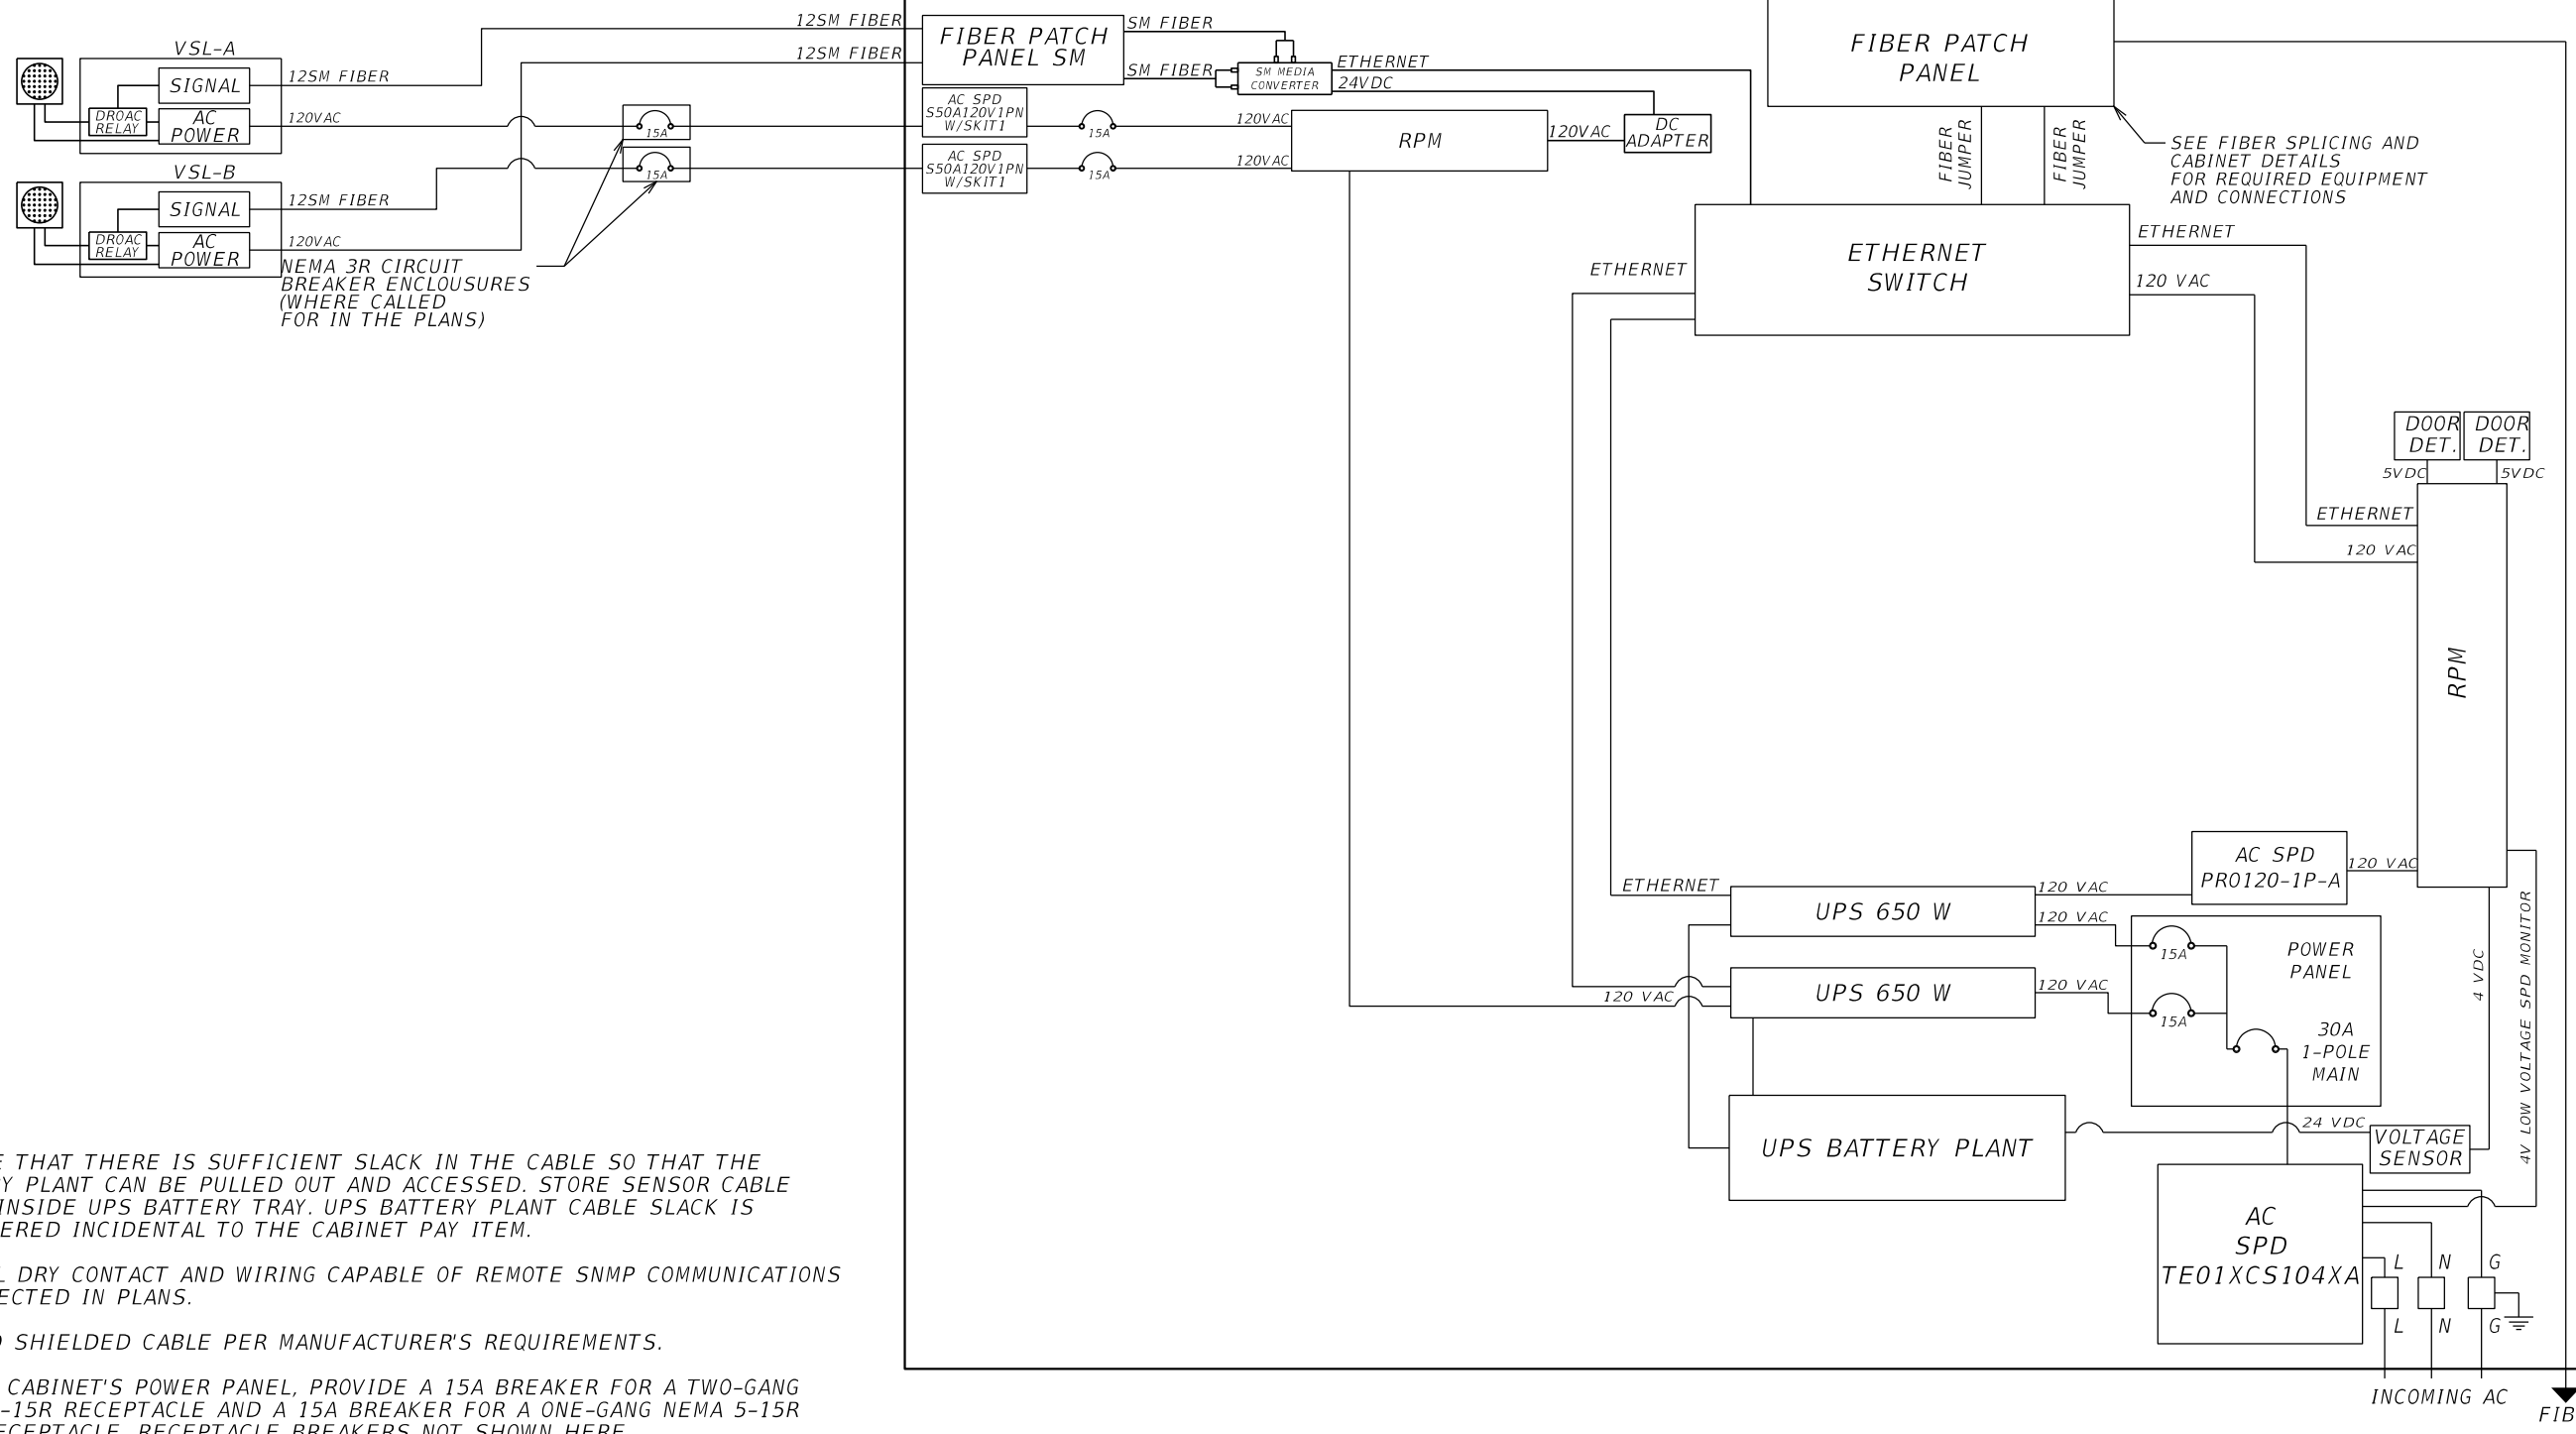 VSL-A
SIGNAL
DROAC
RELAY
AC
POWER
12SM FIBER
120VAC
VSL-B
SIGNAL
DROAC
RELAY
AC
POWER
12SM FIBER
120VAC
NEMA 3R CIRCUIT
BREAKER ENCLOUSURES
(WHERE CALLED
FOR IN THE PLANS)
15A
15A
12SM FIBER
12SM FIBER
FIBER PATCH
PANEL SM
SM FIBER
SM FIBER
SM MEDIA
CONVERTER
ETHERNET
24VDC
AC SPD
S50A120V1PN
W/SKIT1
AC SPD
S50A120V1PN
W/SKIT1
15A
15A
120VAC
120VAC
RPM
120VAC
DC
ADAPTER
FIBER PATCH
PANEL
FIBER
JUMPER
FIBER
JUMPER
SEE FIBER SPLICING AND
CABINET DETAILS
FOR REQUIRED EQUIPMENT
AND CONNECTIONS
ETHERNET
SWITCH
ETHERNET
ETHERNET
120 VAC
DOOR
DET.
DOOR
DET.
5VDC
5VDC
ETHERNET
120 VAC
RPM
AC SPD
PR0120-1P-A
120 VAC
ETHERNET
UPS 650 W
120 VAC
120 VAC
UPS 650 W
120 VAC
120 VAC
15A
15A
POWER
PANEL
30A
1-POLE
MAIN
4 VDC
4V LOW VOLTAGE SPD MONITOR
UPS BATTERY PLANT
24 VDC
VOLTAGE
SENSOR
AC
SPD
TE01XCS104XA
L
N
G
L
N
G
INCOMING AC
FIB
E THAT THERE IS SUFFICIENT SLACK IN THE CABLE SO THAT THE
Y PLANT CAN BE PULLED OUT AND ACCESSED. STORE SENSOR CABLE
INSIDE UPS BATTERY TRAY. UPS BATTERY PLANT CABLE SLACK IS
ERED INCIDENTAL TO THE CABINET PAY ITEM.
L DRY CONTACT AND WIRING CAPABLE OF REMOTE SNMP COMMUNICATIONS
ECTED IN PLANS.
D SHIELDED CABLE PER MANUFACTURER'S REQUIREMENTS.
CABINET'S POWER PANEL, PROVIDE A 15A BREAKER FOR A TWO-GANG
-15R RECEPTACLE AND A 15A BREAKER FOR A ONE-GANG NEMA 5-15R
ECEPTACLE. RECEPTACLE BREAKERS NOT SHOWN HERE